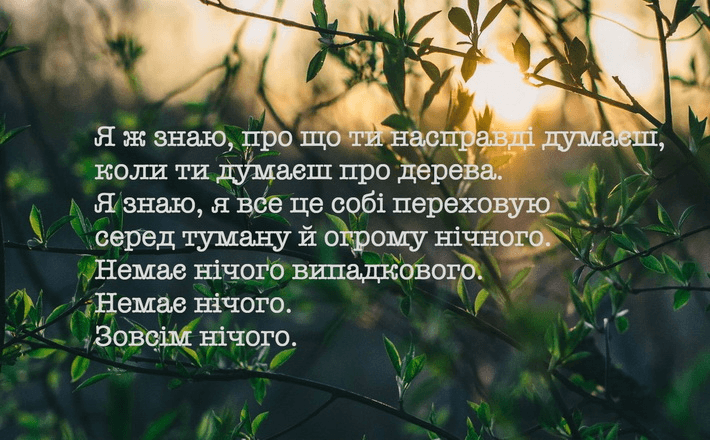 Я ж знаю, про що ти насправді думаєш,
коли ти думаєш про дерева.
Я знаю, я все це собі переховую
серед туману й огрому нічного.
Немає нічого випадкового.
Немає нічого.
Зовсім нічого.